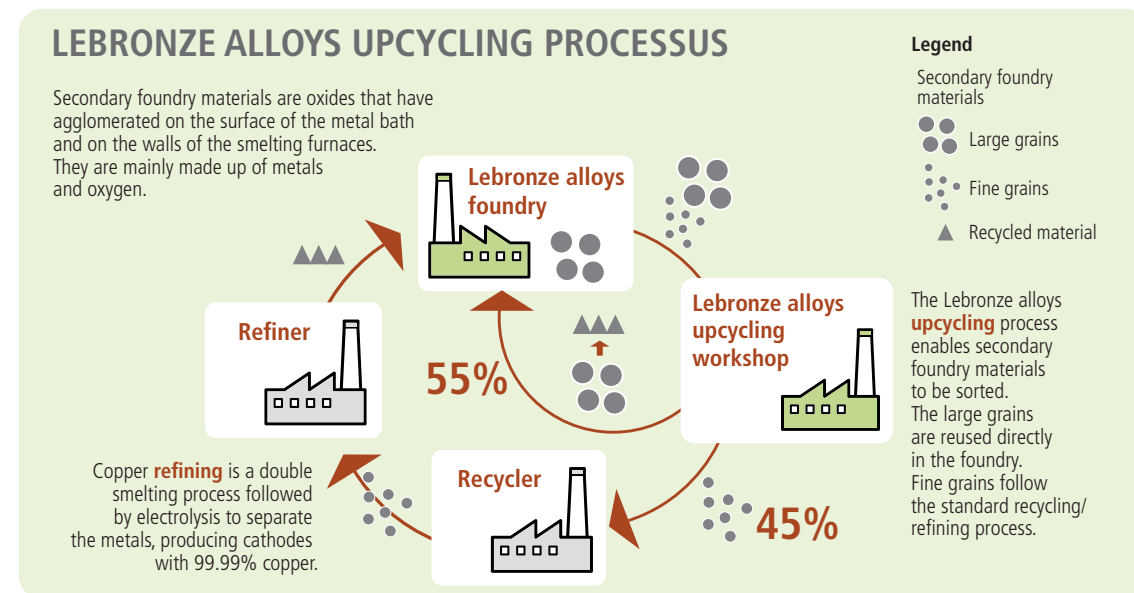 LEBRONZE ALLOYS UPCYCLING PROCESSUS
Secondary foundry materials are oxides that have
agglomerated on the surface of the metal bath
and on the walls of the smelting furnaces.
They are mainly made up of metals
and oxygen.
Legend
Secondary foundry
materials
Large grains
Fine grains
Recycled material
Lebronze alloys
foundry
Lebronze alloys
upcycling
workshop
Refiner
55%
Recycler
45%
The Lebronze alloys
upcycling process
enables secondary
foundry materials
to be sorted.
The large grains
are reused directly
in the foundry.
Fine grains follow
the standard recycling/
refining process.
Copper refining is a double
smelting process followed
by electrolysis to separate
the metals, producing cathodes
with 99.99% copper.